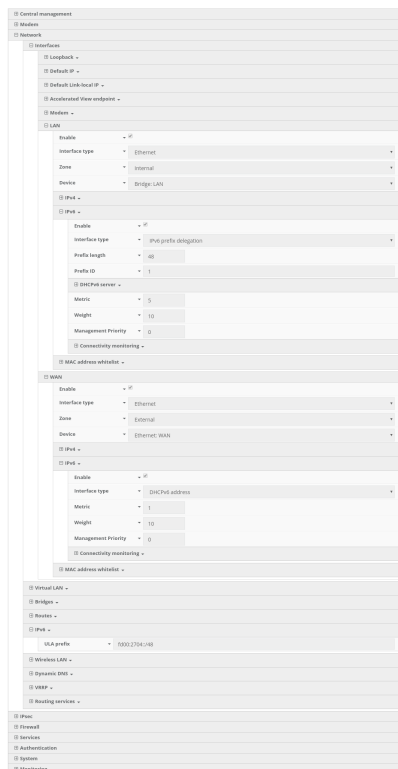 Central management
Modem
Network
Interfaces
Loopback
Default IP
Default Link-local IP
Accelerated View endpoint
Modem
LAN
Enable
Interface type Ethernet
Zone Internal
Device Bridge: LAN
IPv4
IPv6
Enable
Interface type IPv6 prefix delegation
Prefix length 48
Prefix ID 1
DHCPv6 server
Metric 5
Weight 10
Management Priority 0
Connectivity monitoring
MAC address whitelist
WAN
Enable
Interface type Ethernet
Zone External
Device Ethernet: WAN
IPv4
IPv6
Enable
Interface type DHCPv6 address
Metric 1
Weight 10
Management Priority 0
Connectivity monitoring
MAC address whitelist
Virtual LAN
Bridges
Routes
IPv6
ULA prefix fd00:2704::/48
Wireless LAN
Dynamic DNS
VRRP
Routing services
IPsec
Firewall
Services
Authentication
System
Monitoring